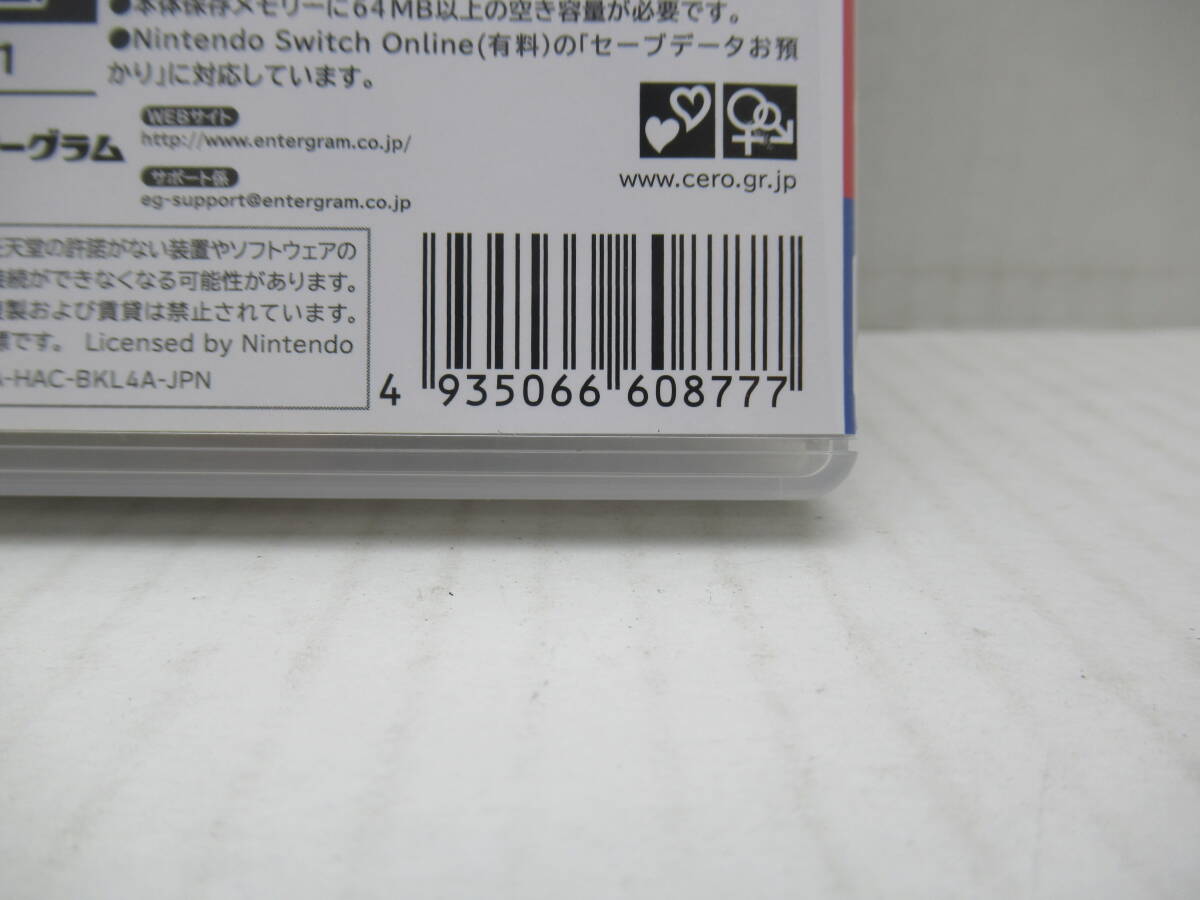 ●本体保存メモリーに64MB以上の空き容量が必要です。
●Nintendo Switch Online(有料)の「セーブデータお預
かり」に対応しています。
1
WEBサイト
http://www.entergram.co.jp/
ーグラム
サポート係
eg-support@entergram.co.jp
www.cero.gr.jp
天堂の許諾がない装置やソフトウェアの
接続ができなくなる可能性があります。
複製および賃貸は禁止されています。
標です。 Licensed by Nintendo
-HAC-BKL4A-JPN
4 935066 608777